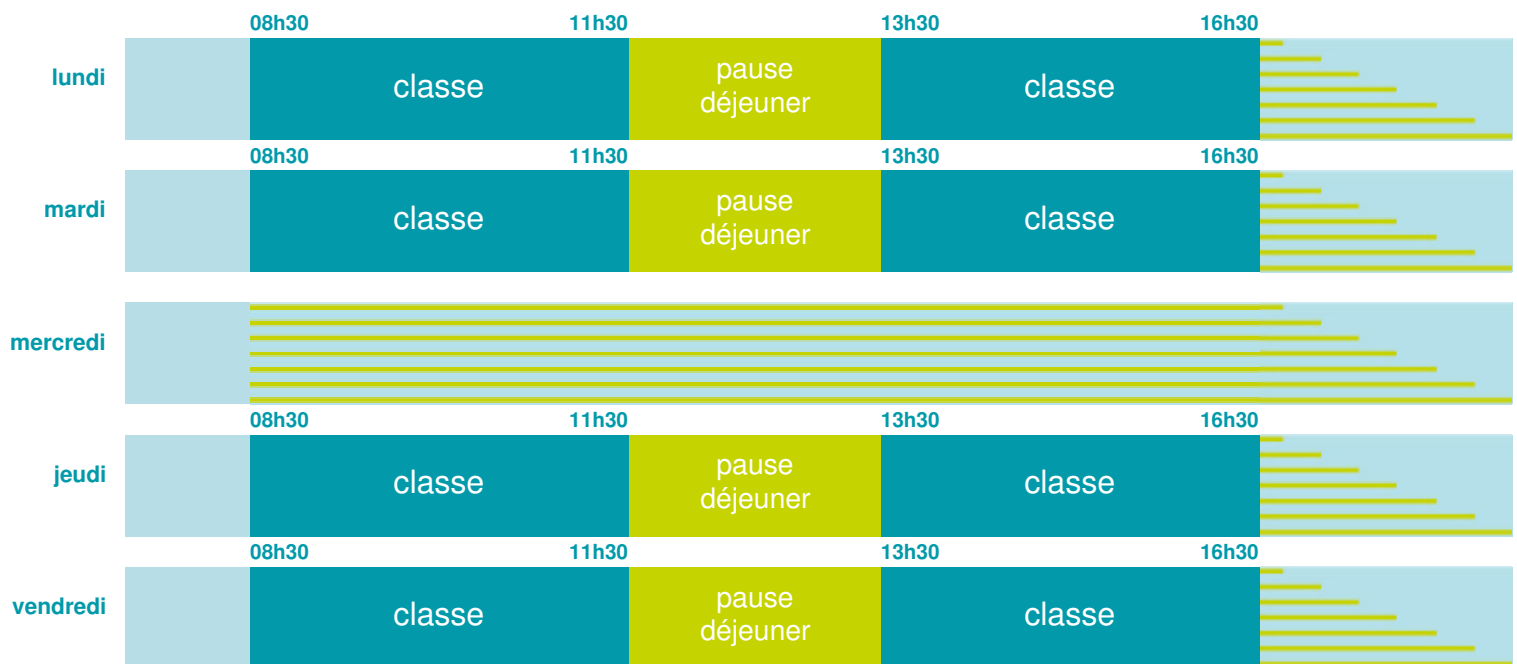 08h30 11h30 13h30 16h30
lundi classe pause déjeuner classe
08h30 11h30 13h30 16h30
mardi classe pause déjeuner classe
mercredi
08h30 11h30 13h30 16h30
jeudi classe pause déjeuner classe
08h30 11h30 13h30 16h30
vendredi classe pause déjeuner classe